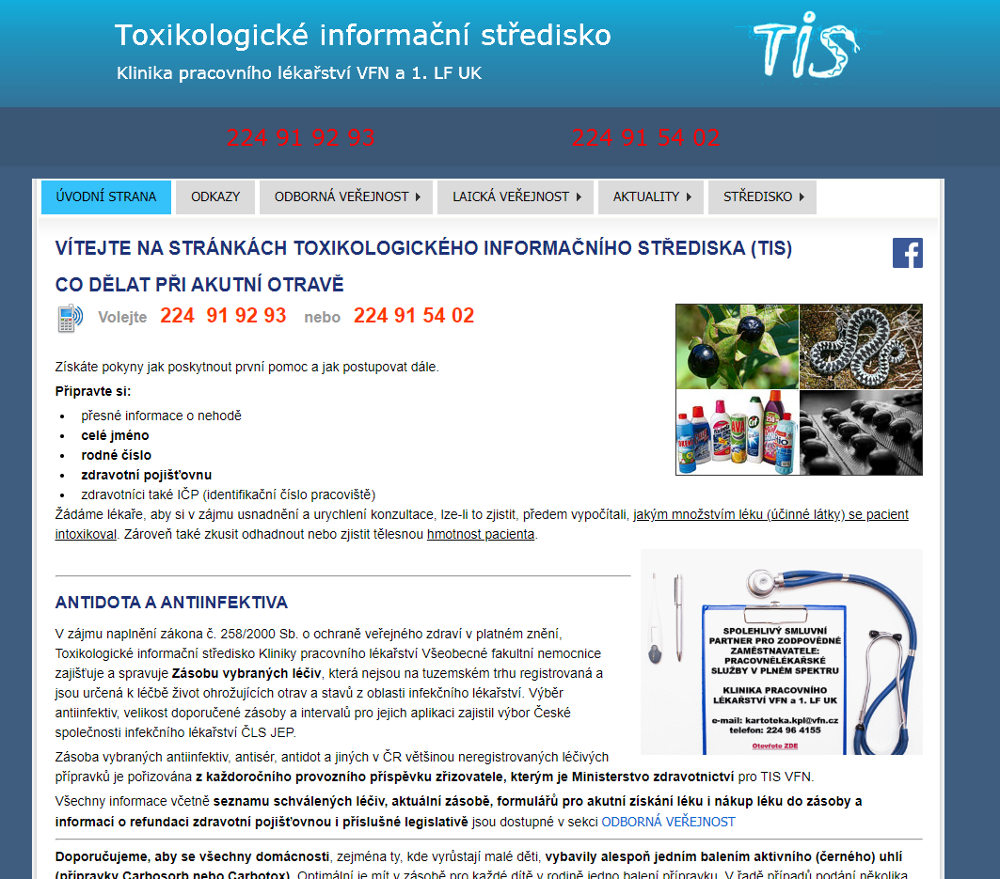 Toxikologické informační středisko
TIS
Klinika pracovního lékařství VFN a 1. LF UK
224 91 92 93 224 91 54 02
ÚVODNÍ STRANA ODKAZY ODBORNÁ VEŘEJNOST LAICKÁ VEŘEJNOST AKTUALITY STŘEDISKO
VÍTEJTE NA STRÁNKÁCH TOXIKOLOGICKÉHO INFORMAČNÍHO STŘEDISKA (TIS)
CO DĚLAT PŘI AKUTNÍ OTRAVĚ
Volejte 224 91 92 93 nebo 224 91 54 02
Získáte pokyny jak poskytnout první pomoc a jak postupovat dále.
Připravte si:
• přesné informace o nehodě
• celé jméno
• rodné číslo
• zdravotní pojišťovnu
• zdravotníci také IČP (identifikační číslo pracoviště)
Žádáme lékaře, aby si v zájmu usnadnění a urychlení konzultace, lze-li to zjistit, předem vypočítali, jakým množstvím léku (účinné látky) se pacient
intoxikoval. Zároveň také zkusit odhadnout nebo zjistit tělesnou hmotnost pacienta.
ANTIDOTA A ANTIINFEKTIVA
V zájmu naplnění zákona č. 258/2000 Sb. o ochraně veřejného zdraví v platném znění,
Toxikologické informační středisko Kliniky pracovního lékařství Všeobecné fakultní nemocnice
zajišťuje a spravuje Zásobu vybraných léčiv, která nejsou na tuzemském trhu registrovaná a
jsou určená k léčbě život ohrožujících otrav a stavů z oblasti infekčního lékařství. Výběr
antiinfektiv, velikost doporučené zásoby a intervalů pro jejich aplikaci zajistil výbor České
společnosti infekčního lékařství ČLS JEP.
SPOLEHLIVÝ SMLUVNÍ
PARTNER PRO ZODPOVĚDNÉ
ZAMĚSTNAVATELE:
PRACOVNĚLÉKAŘSKÉ
SLUŽBY V PLNÉM SPEKTRU
KLINIKA PRACOVNÍHO
LÉKAŘSTVÍ VFN a 1. LF UK
e-mail: kartoteka.kpl@vfn.cz
telefon: 224 96 4155
Otevřeto ZDE
Zásoba vybraných antiinfektiv, antisér, antidot a jiných v ČR většinou neregistrovaných léčivých
přípravků je pořizována z každoročního provozního příspěvku zřizovatele, kterým je Ministerstvo zdravotnictví pro TIS VFN.
Všechny informace včetně seznamu schválených léčiv, aktuální zásobě, formulářů pro akutní získání léku i nákup léku do zásoby a
informací o refundaci zdravotní pojišťovnou i příslušné legislativě jsou dostupné v sekci ODBORNÁ VEŘEJNOST
Doporučujeme, aby se všechny domácnosti, zejména ty, kde vyrůstají malé děti, vybavily alespoň jedním balením aktivního (černého) uhlí
(přípravky Carbosorb nebo Carbotox). Optimální je mít v zásobě pro každé dítě v rodině jedno balení přípravku. V řadě případů podání několika